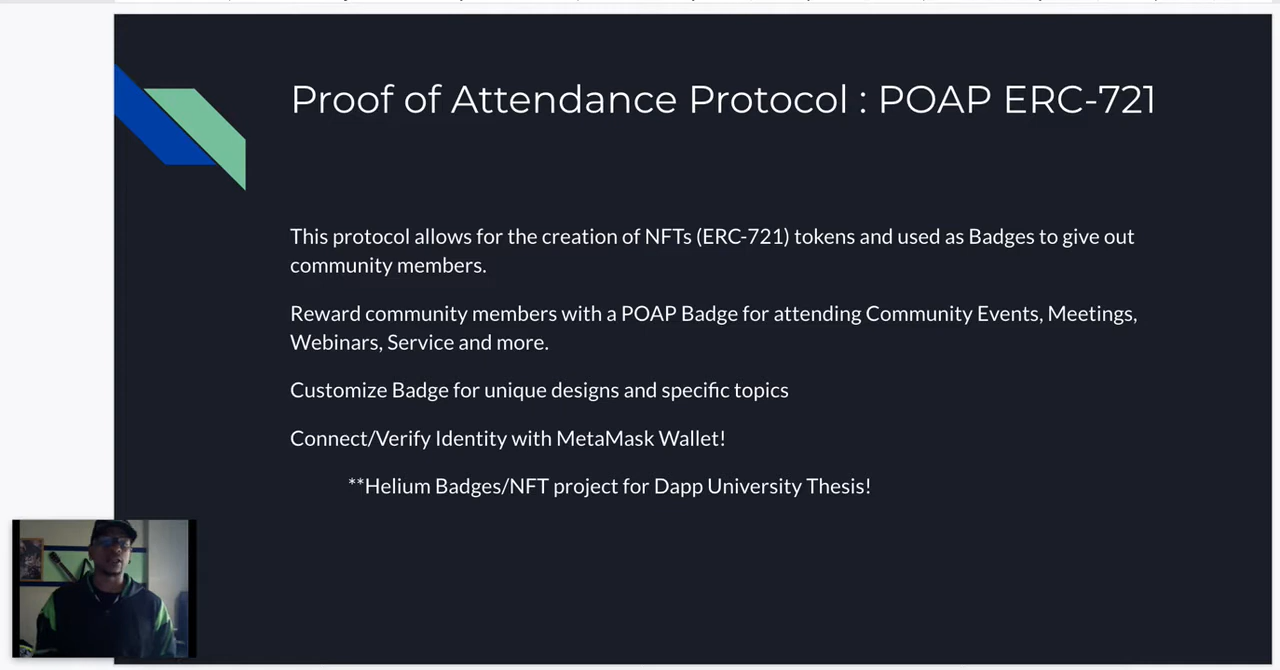 Proof of Attendance Protocol : POAP ERC-721
This protocol allows for the creation of NFTs (ERC-721) tokens and used as Badges to give out
community members.
Reward community members with a POAP Badge for attending Community Events, Meetings,
Webinars, Service and more.
Customize Badge for unique designs and specific topics
Connect/Verify Identity with MetaMask Wallet!
**Helium Badges/NFT project for Dapp University Thesis!